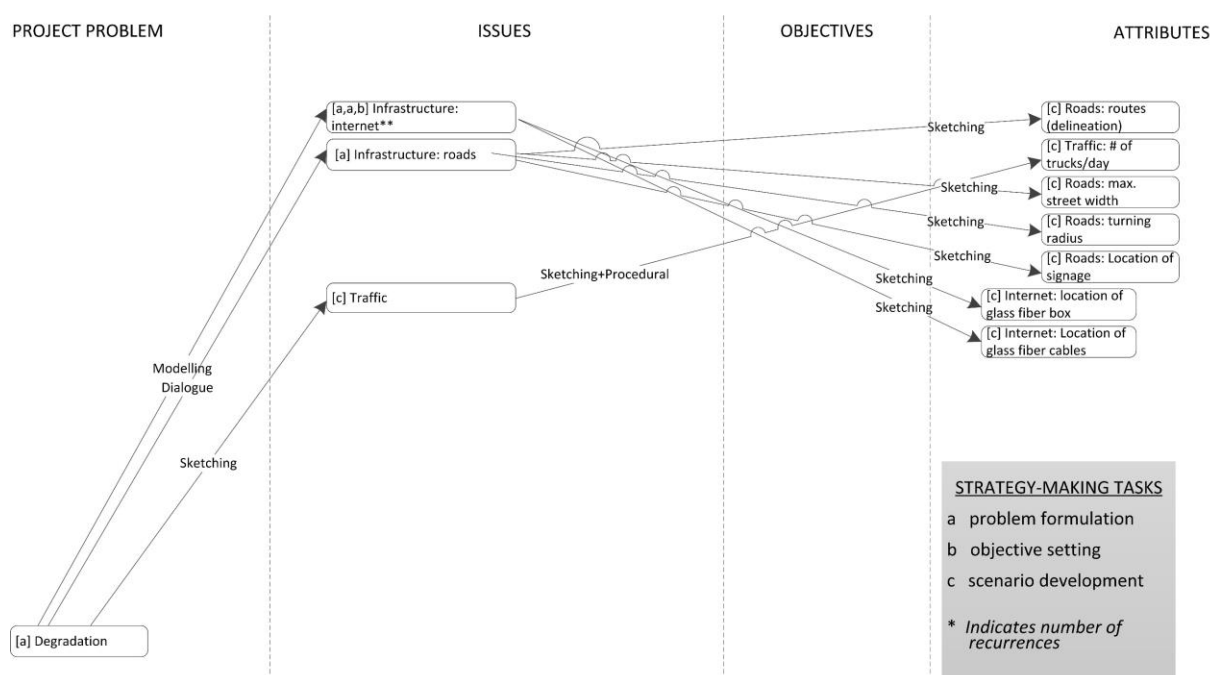 PROJECT PROBLEM
ISSUES
OBJECTIVES
ATTRIBUTES
[a,a,b] Infrastructure:
internet**
[a] Infrastructure: roads
[c] Traffic
[a] Degradation
Modelling
Dialogue
Sketching
Sketching+Procedural
Sketching
Sketching
Sketching
Sketching
Sketching
Sketching
[c] Roads: routes
(delineation)
[c] Traffic: # of
trucks/day
[c] Roads: max.
street width
[c] Roads: turning
radius
[c] Roads: Location of
signage
[c] Internet: location of
glass fiber box
[c] Internet: Location of
glass fiber cables
STRATEGY-MAKING TASKS
a problem formulation
b objective setting
c scenario development
* Indicates number of
recurrences